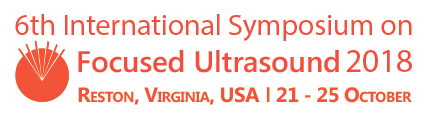 6th International Symposium on
Focused Ultrasound 2018
Reston, Virginia, USA | 21 - 25 October